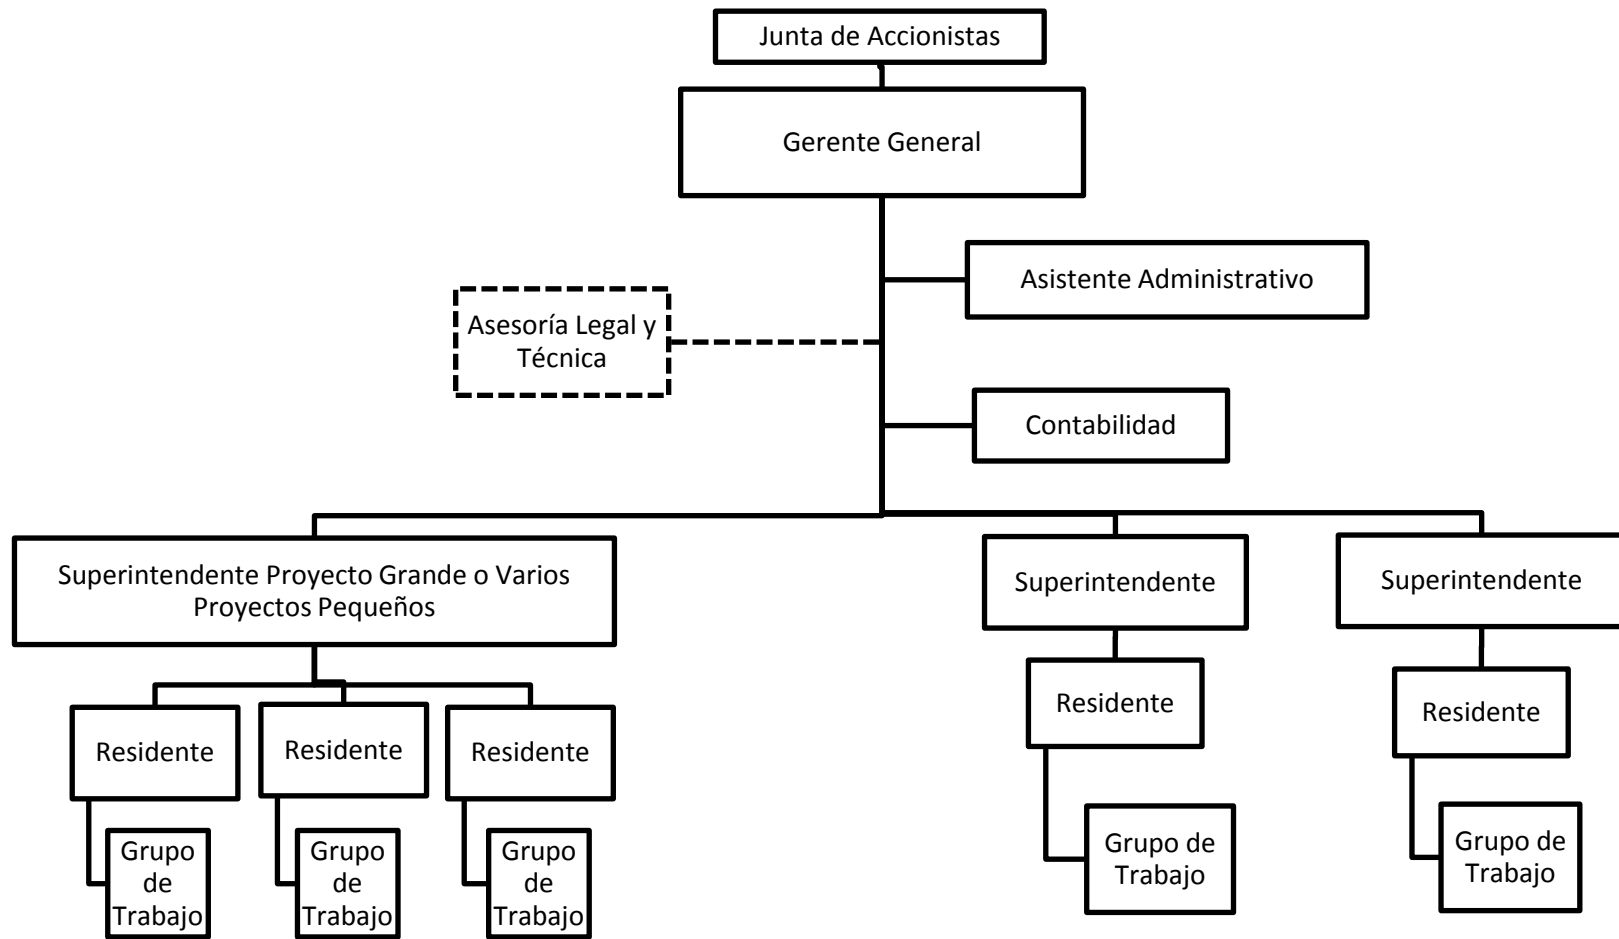 Junta de Accionistas
Gerente General
Asistente Administrativo
Asesoría Legal y
Técnica
Contabilidad
Superintendente Proyecto Grande o Varios
Proyectos Pequeños
Superintendente
Superintendente
Residente
Residente
Residente
Residente
Residente
Grupo
de
Trabajo
Grupo
de
Trabajo
Grupo
de
Trabajo
Grupo de
Trabajo
Grupo de
Trabajo